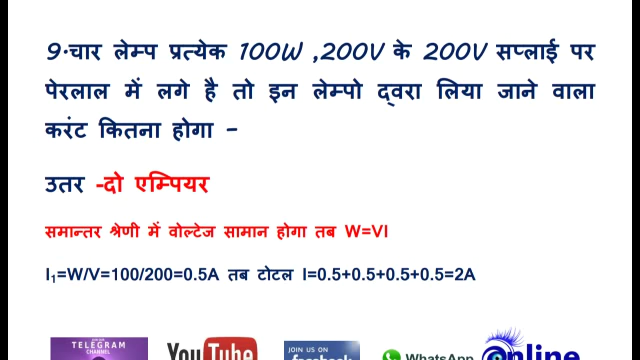 9.चार लेम्प प्रत्येक 100W ,200V के 200V सप्लाई पर
पेरलाल में लगे है तो इन लेम्पो द्वरा लिया जाने वाला
करंट कितना होगा –
उतर -दो एम्पियर
समान्तर श्रेणी में वोल्टेज सामान होगा तब W=VI
I₁=W/V=100/200=0.5A तब टोटल I=0.5+0.5+0.5+0.5=2A
TELEGRAM
CHANNEL
YouTube
JOIN US ON
facebook
WhatsApp
Online